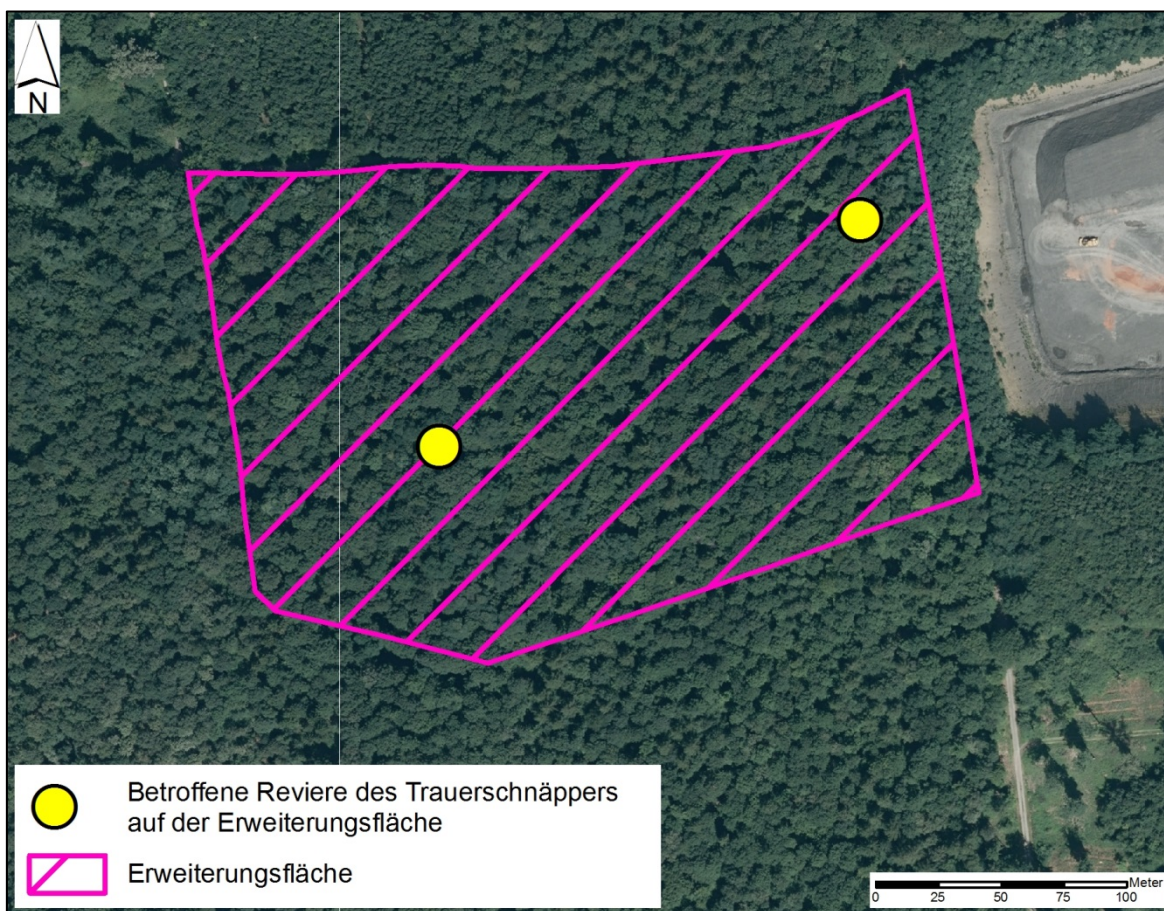 N
Betroffene Reviere des Trauerschnäppers
auf der Erweiterungsfläche
Erweiterungsfläche
Meter
0 25 50 75 100